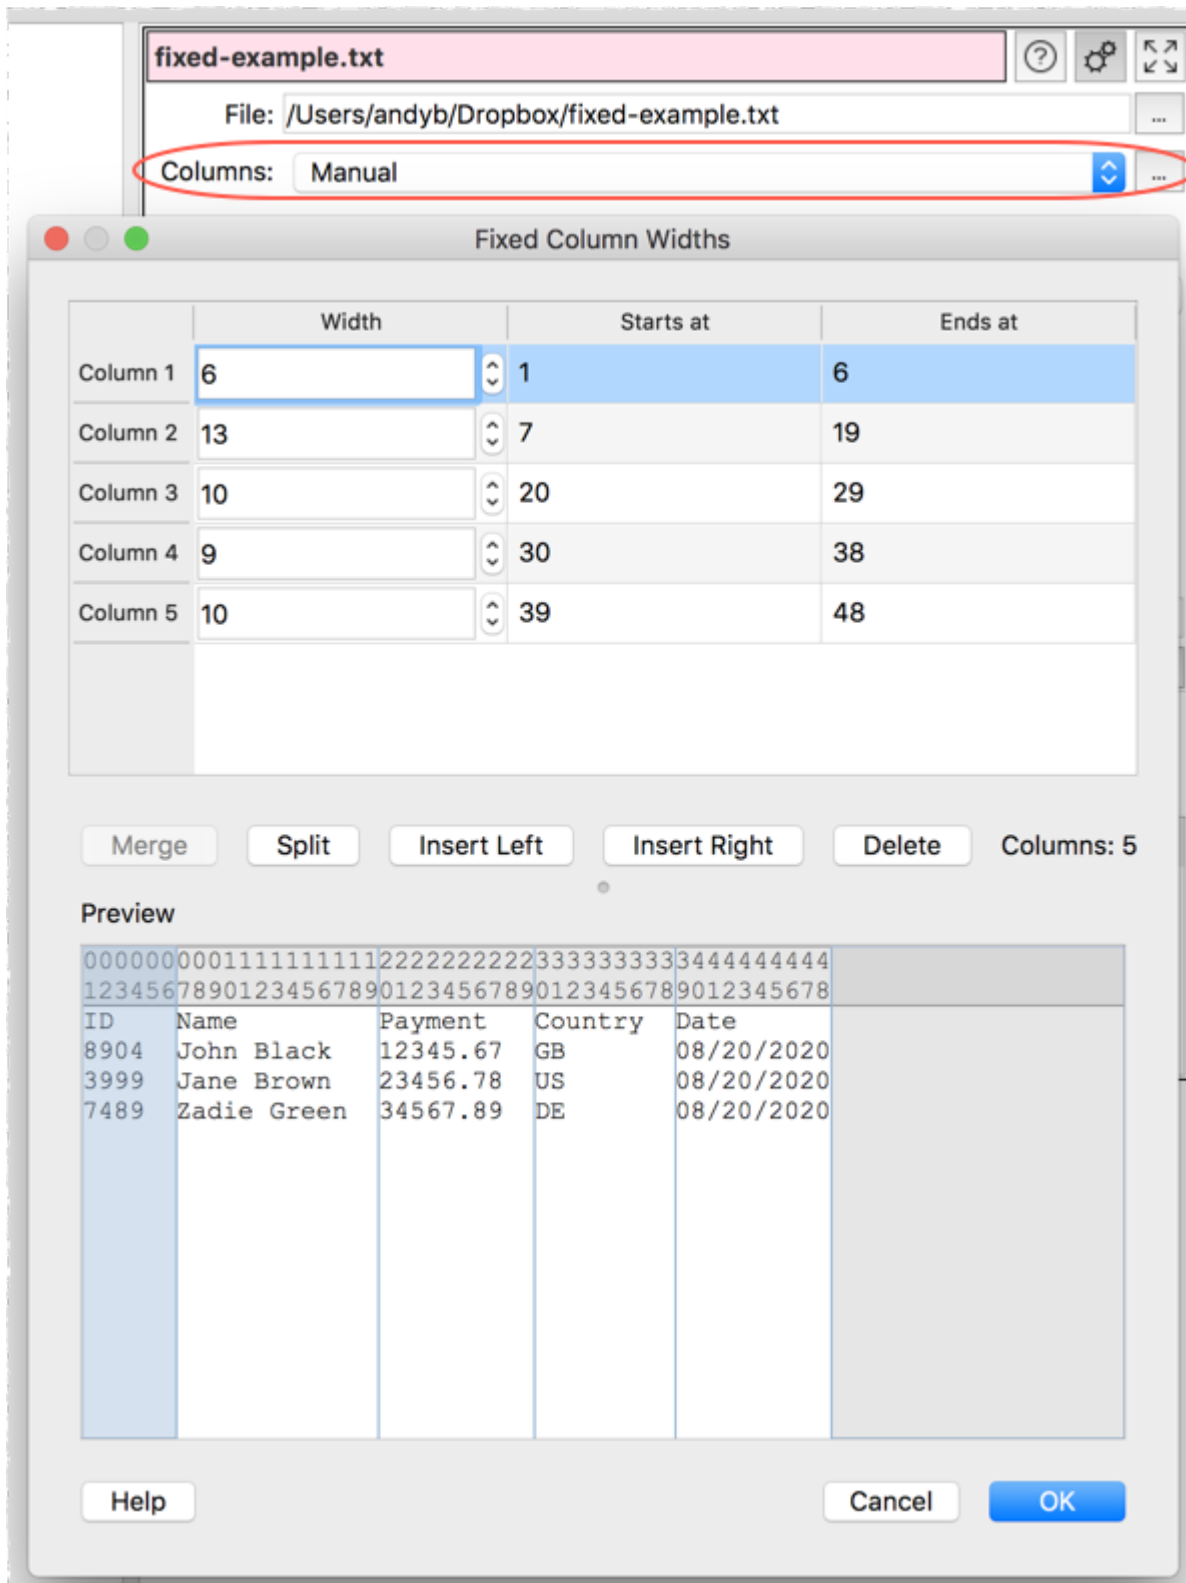 fixed-example.txt ?
File: /Users/andyb/Dropbox/fixed-example.txt ...
Columns: Manual ...
Fixed Column Widths
Width Starts at Ends at
Column 1 6 1 6
Column 2 13 7 19
Column 3 10 20 29
Column 4 9 30 38
Column 5 10 39 48
Merge Split Insert Left Insert Right Delete Columns: 5
Preview
000000000111111111122222222223333333333444444444
123456789012345678901234567890123456789012345678
ID Name Payment Country Date
8904 John Black 12345.67 GB 08/20/2020
3999 Jane Brown 23456.78 US 08/20/2020
7489 Zadie Green 34567.89 DE 08/20/2020
Help Cancel OK